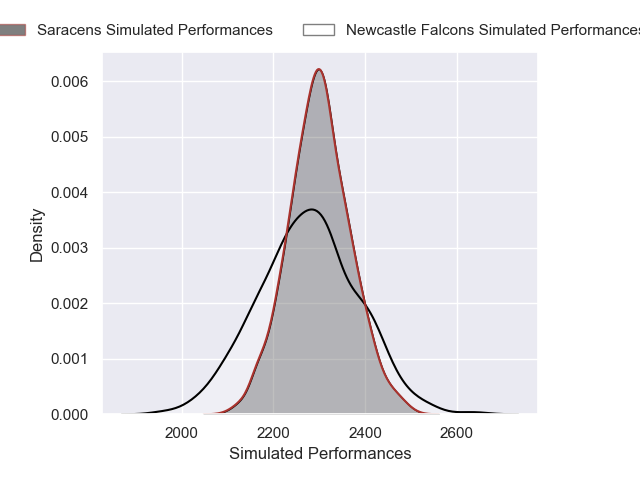 Saracens Simulated Performances
Newcastle Falcons Simulated Performances
0.006
0.005
0.004
0.003
0.002
0.001
0.000
Density
2000
2200
2400
2600
Simulated Performances